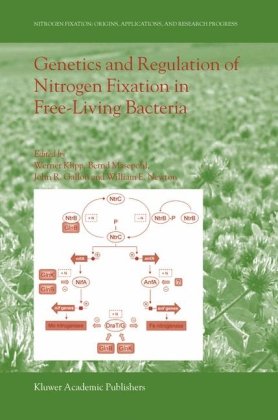 NITROGEN FIXATION: ORIGINS, APPLICATIONS, AND RESEARCH PROGRESS
Genetics and Regulation of
Nitrogen Fixation in
Free-Living Bacteria
Edited by
Werner Klipp, Bernd Masepohl,
John R. Gallon and William E. Newton
NtrC
NtrB
+ N
- N
NtrB -P
P
NtrC
+ N
NifA
AnfA
Mo nitrogenase
DraT/G
Fe nitrogenase
Kluwer Academic Publishers